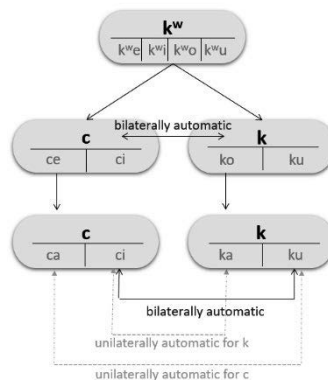 kʷ
kʷe kʷi kʷo kʷu
bilaterally automatic
c k
ce ci ko ku
c k
ca ci ka ku
bilaterally automatic
unilaterally automatic for k
unilaterally automatic for c